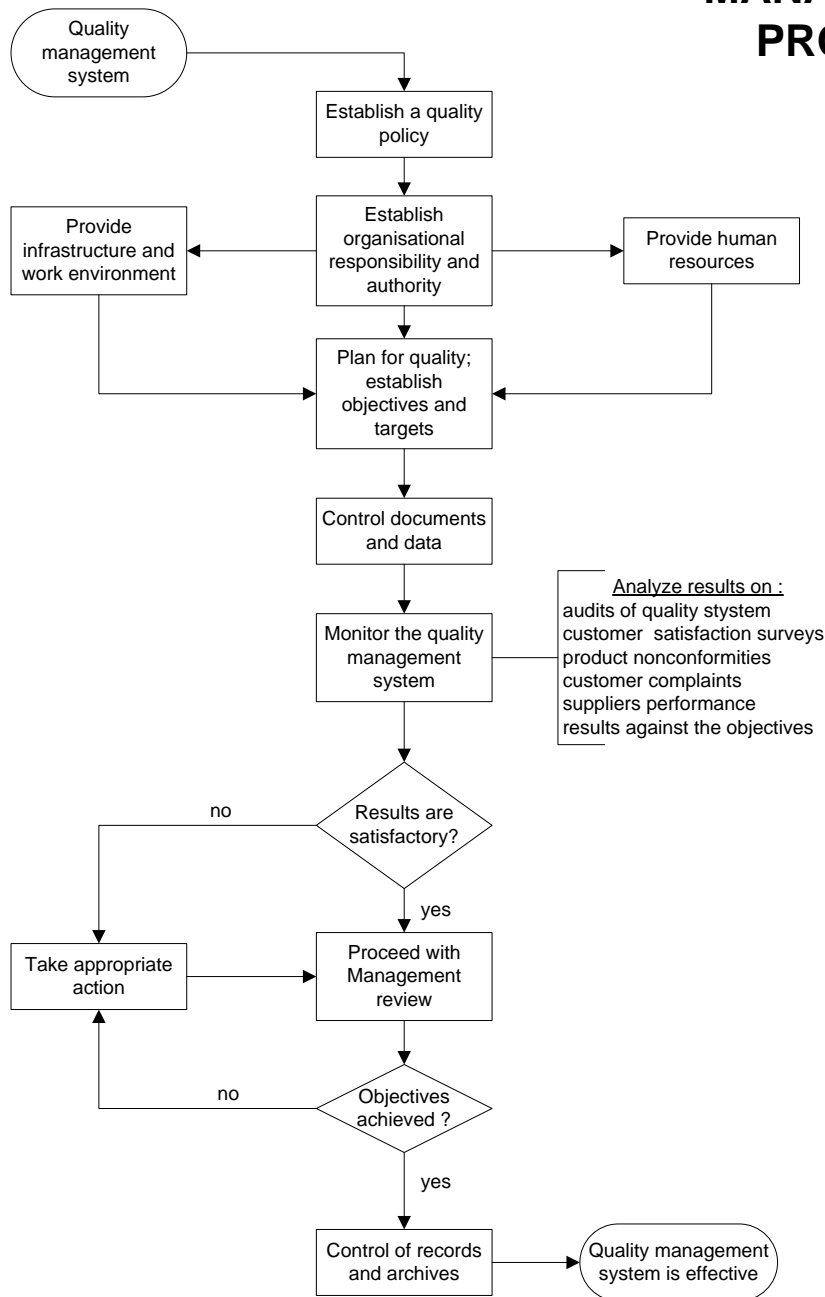 Quality
management
system
Establish a quality
policy
Provide
infrastructure and
work environment
Establish
organisational
responsibility and
authority
Provide human
resources
Plan for quality;
establish
objectives and
targets
Control documents
and data
Monitor the quality
management
system
Analyze results on :
audits of quality stystem
customer satisfaction surveys
product nonconformities
customer complaints
suppliers performance
results against the objectives
no
Results are
satisfactory?
yes
Take appropriate
action
Proceed with
Management
review
no
Objectives
achieved ?
yes
Control of records
and archives
Quality management
system is effective